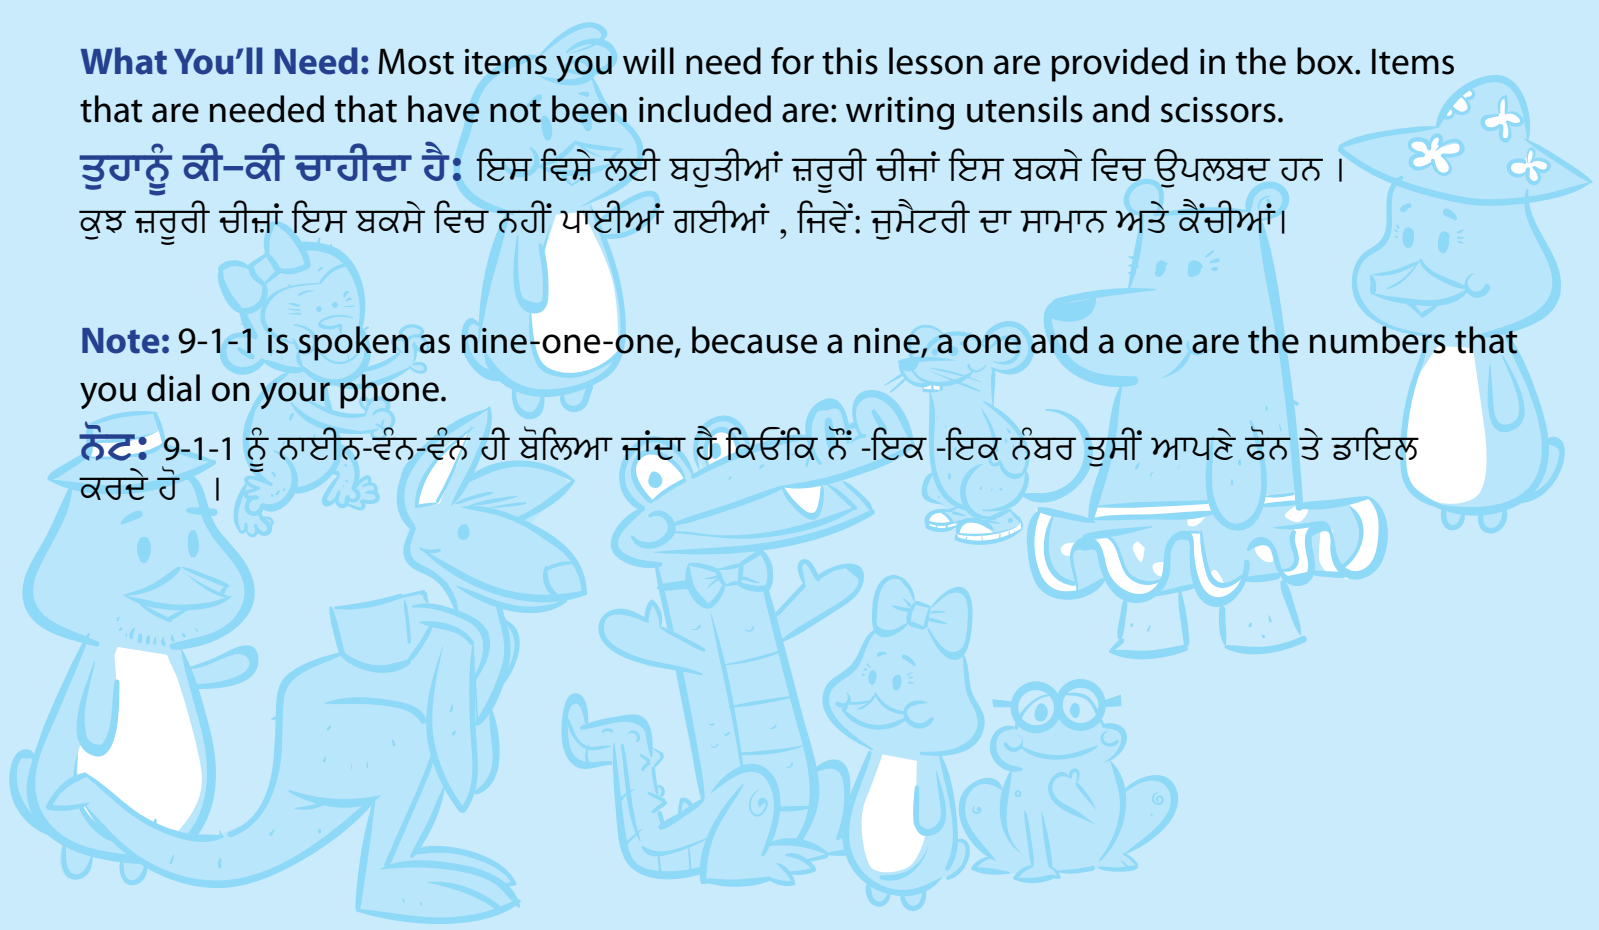 What You’ll Need: Most items you will need for this lesson are provided in the box. Items
that are needed that have not been included are: writing utensils and scissors.
ਤੁਹਾਨੂੰ ਕੀ–ਕੀ ਚਾਹੀਦਾ ਹੈ: ਇਸ ਵਿਸ਼ੇ ਲਈ ਬਹੁਤੀਆਂ ਜ਼ਰੂਰੀ ਚੀਜਾਂ ਇਸ ਬਕਸੇ ਵਿਚ ਉਪਲਬਦ ਹਨ ।
ਕੁਝ ਜ਼ਰੂਰੀ ਚੀਜ਼ਾਂ ਇਸ ਬਕਸੇ ਵਿਚ ਨਹੀਂ ਪਾਈਆਂ ਗਈਆਂ , ਜਿਵੇਂ: ਜੁਮੈਟਰੀ ਦਾ ਸਾਮਾਨ ਅਤੇ ਕੈਂਚੀਆਂ।
Note: 9-1-1 is spoken as nine-one-one, because a nine, a one and a one are the numbers that
you dial on your phone.
ਨੋਟ: 9-1-1 ਨੂੰ ਨਾਈਨ-ਵੰਨ-ਵੰਨ ਹੀ ਬੋਲਿਆ ਜਾਂਦਾ ਹੈ ਕਿਓਂਕਿ ਨੌਂ -ਇਕ -ਇਕ ਨੰਬਰ ਤੁਸੀਂ ਆਪਣੇ ਫੋਨ ਤੇ ਡਾਇਲ
ਕਰਦੇ ਹੋ ।